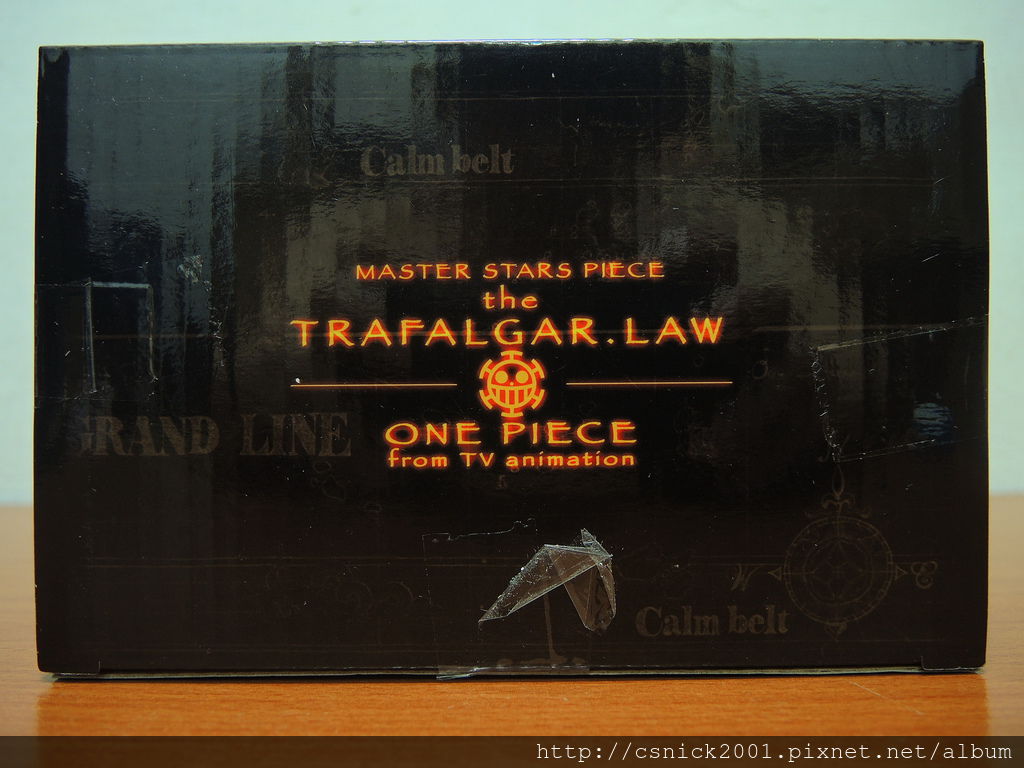 Calm belt
MASTER STARS PIECE
the
TRAFALGAR.LAW
GRAND LINE
ONE PIECE
from TV animation
Calm belt
http://csnick2001.pixnet.net/album